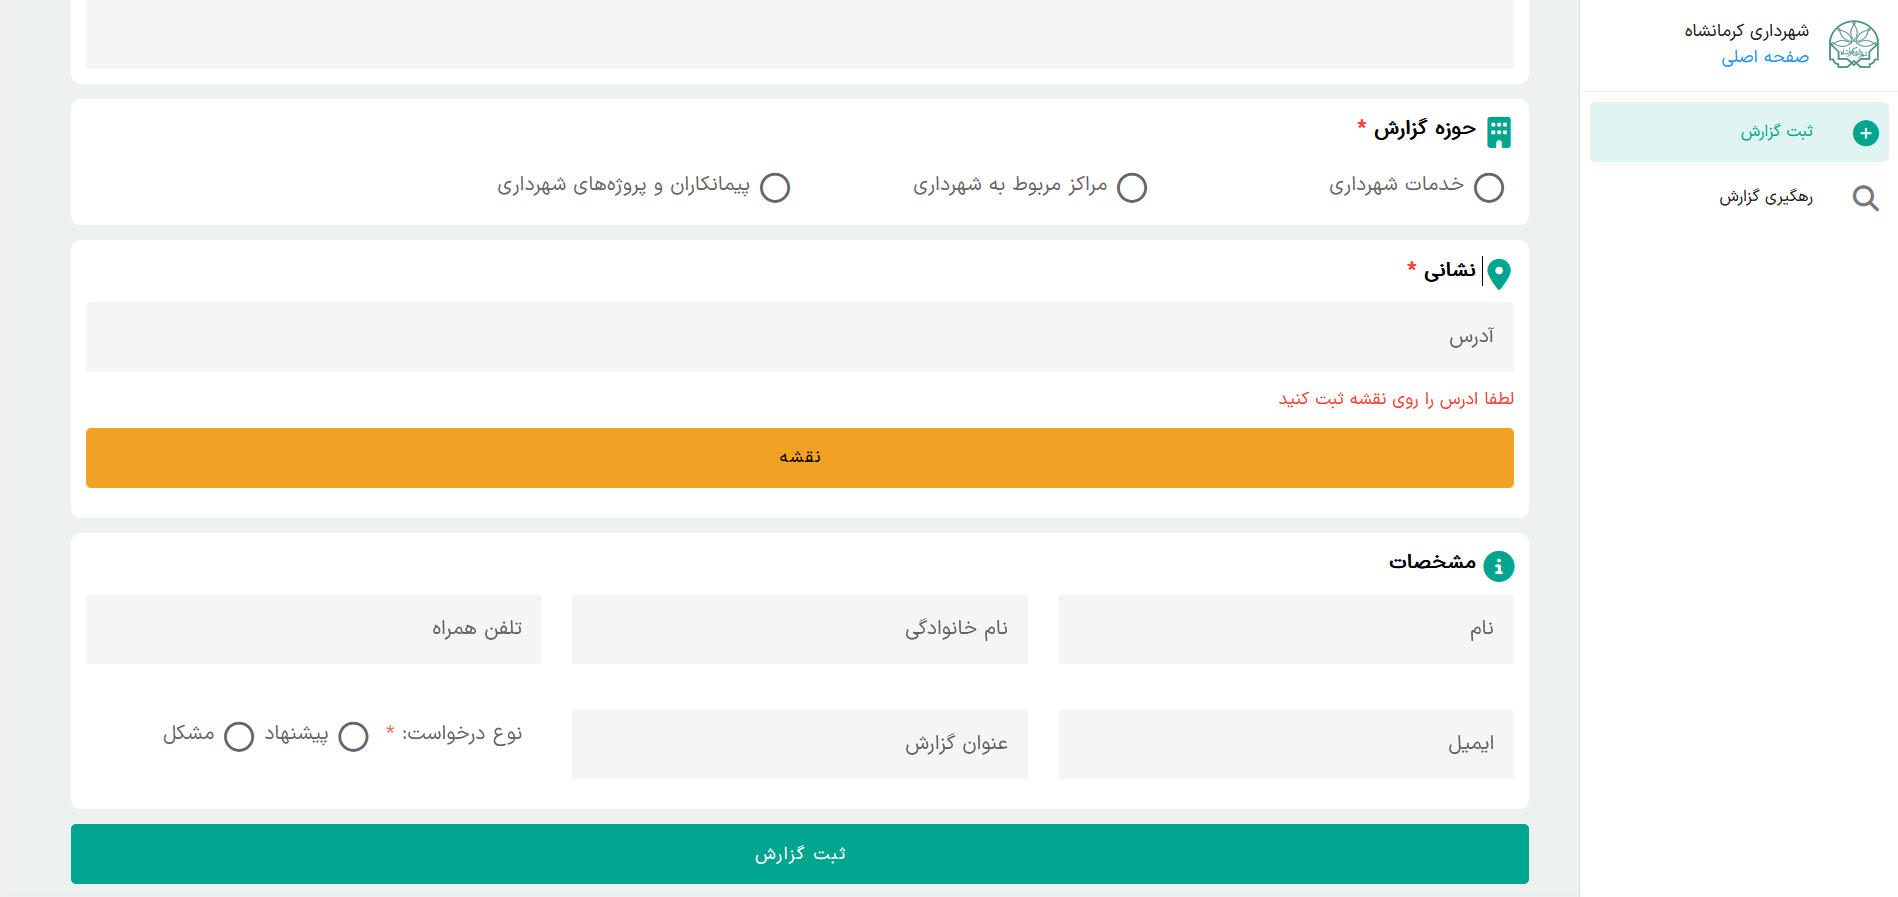 شهرداری کرمانشاه
صفحه اصلی
ثبت گزارش
رهگیری گزارش
حوزه گزارش *
خدمات شهرداری
مراکز مربوط به شهرداری
پیمانکاران و پروژه‌های شهرداری
نشانی *
آدرس
لطفا ادرس را روی نقشه ثبت کنید
نقشه
مشخصات
نام
نام خانوادگی
تلفن همراه
ایمیل
عنوان گزارش
نوع درخواست: * پیشنهاد مشکل
ثبت گزارش